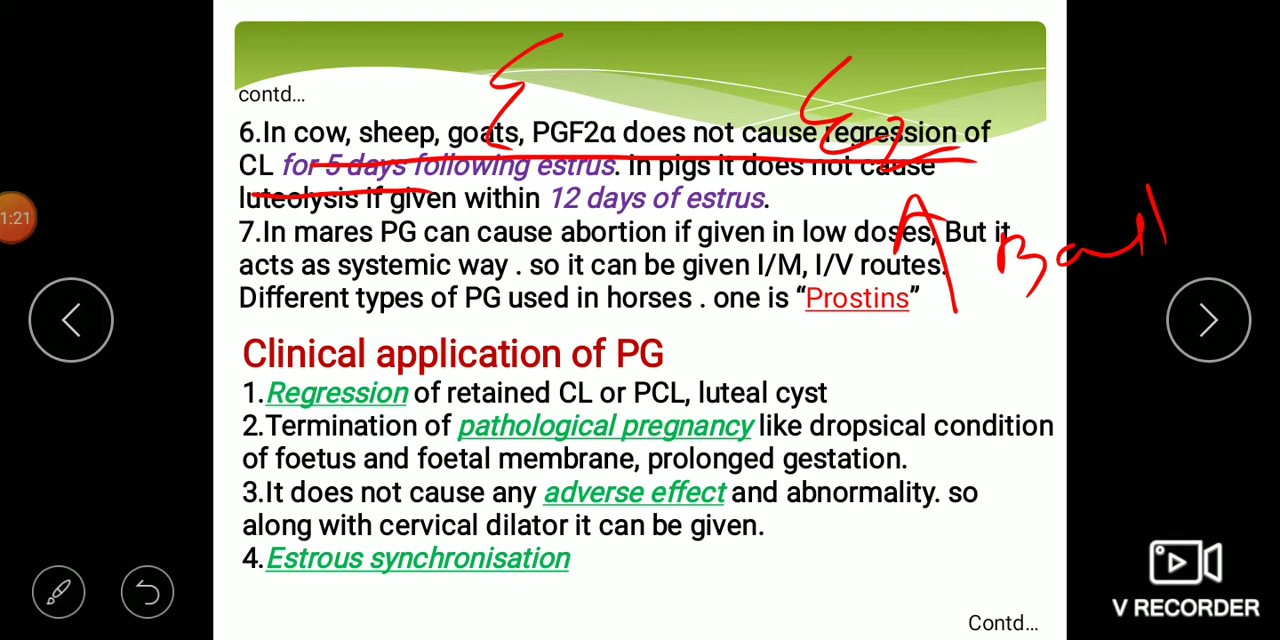 contd...
6.In cow, sheep, goats, PGF2α does not cause regression of
CL for 5 days following estrus. In pigs it does not cause
luteolysis if given within 12 days of estrus.
1:21
7.In mares PG can cause abortion if given in low doses, But it
acts as systemic way . so it can be given I/M, I/V routes.
Different types of PG used in horses . one is “Prostins”
Clinical application of PG
1.Regression of retained CL or PCL, luteal cyst
2.Termination of pathological pregnancy like dropsical condition
of foetus and foetal membrane, prolonged gestation.
3.It does not cause any adverse effect and abnormality. so
along with cervical dilator it can be given.
4.Estrous synchronisation
V RECORDER
Contd...